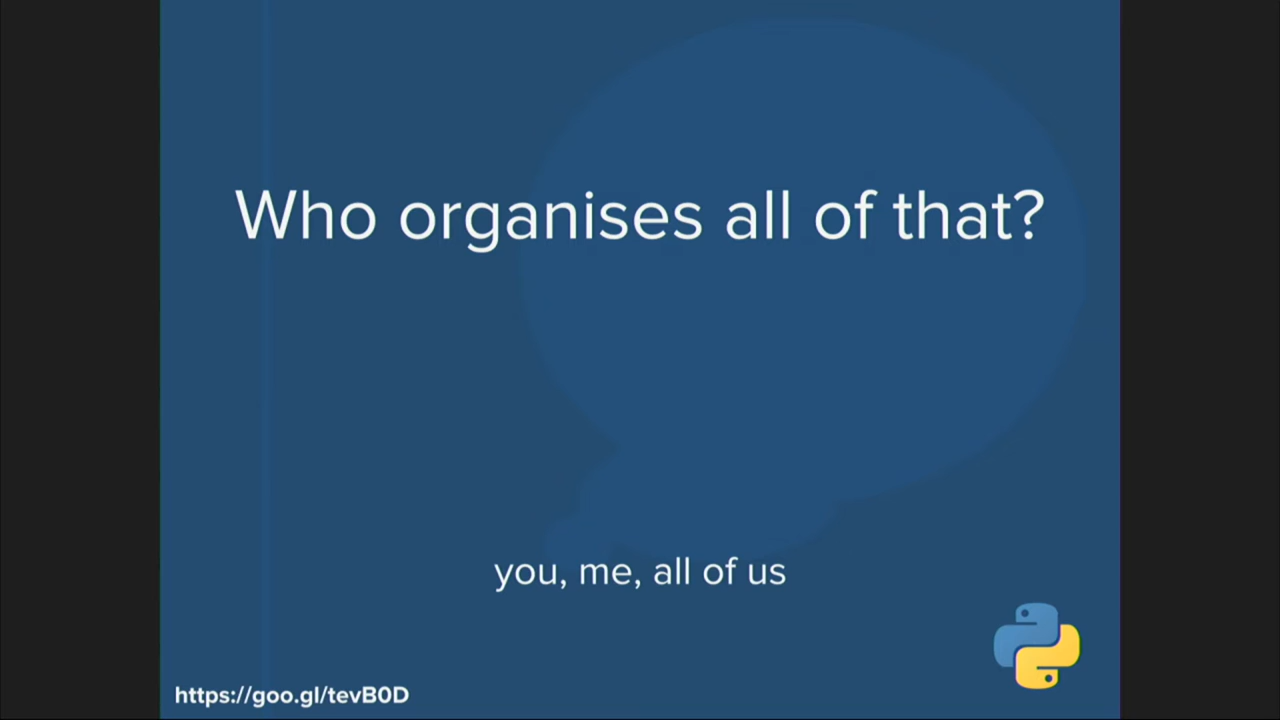 Who organises all of that?
you, me, all of us
https://goo.gl/tevB0D